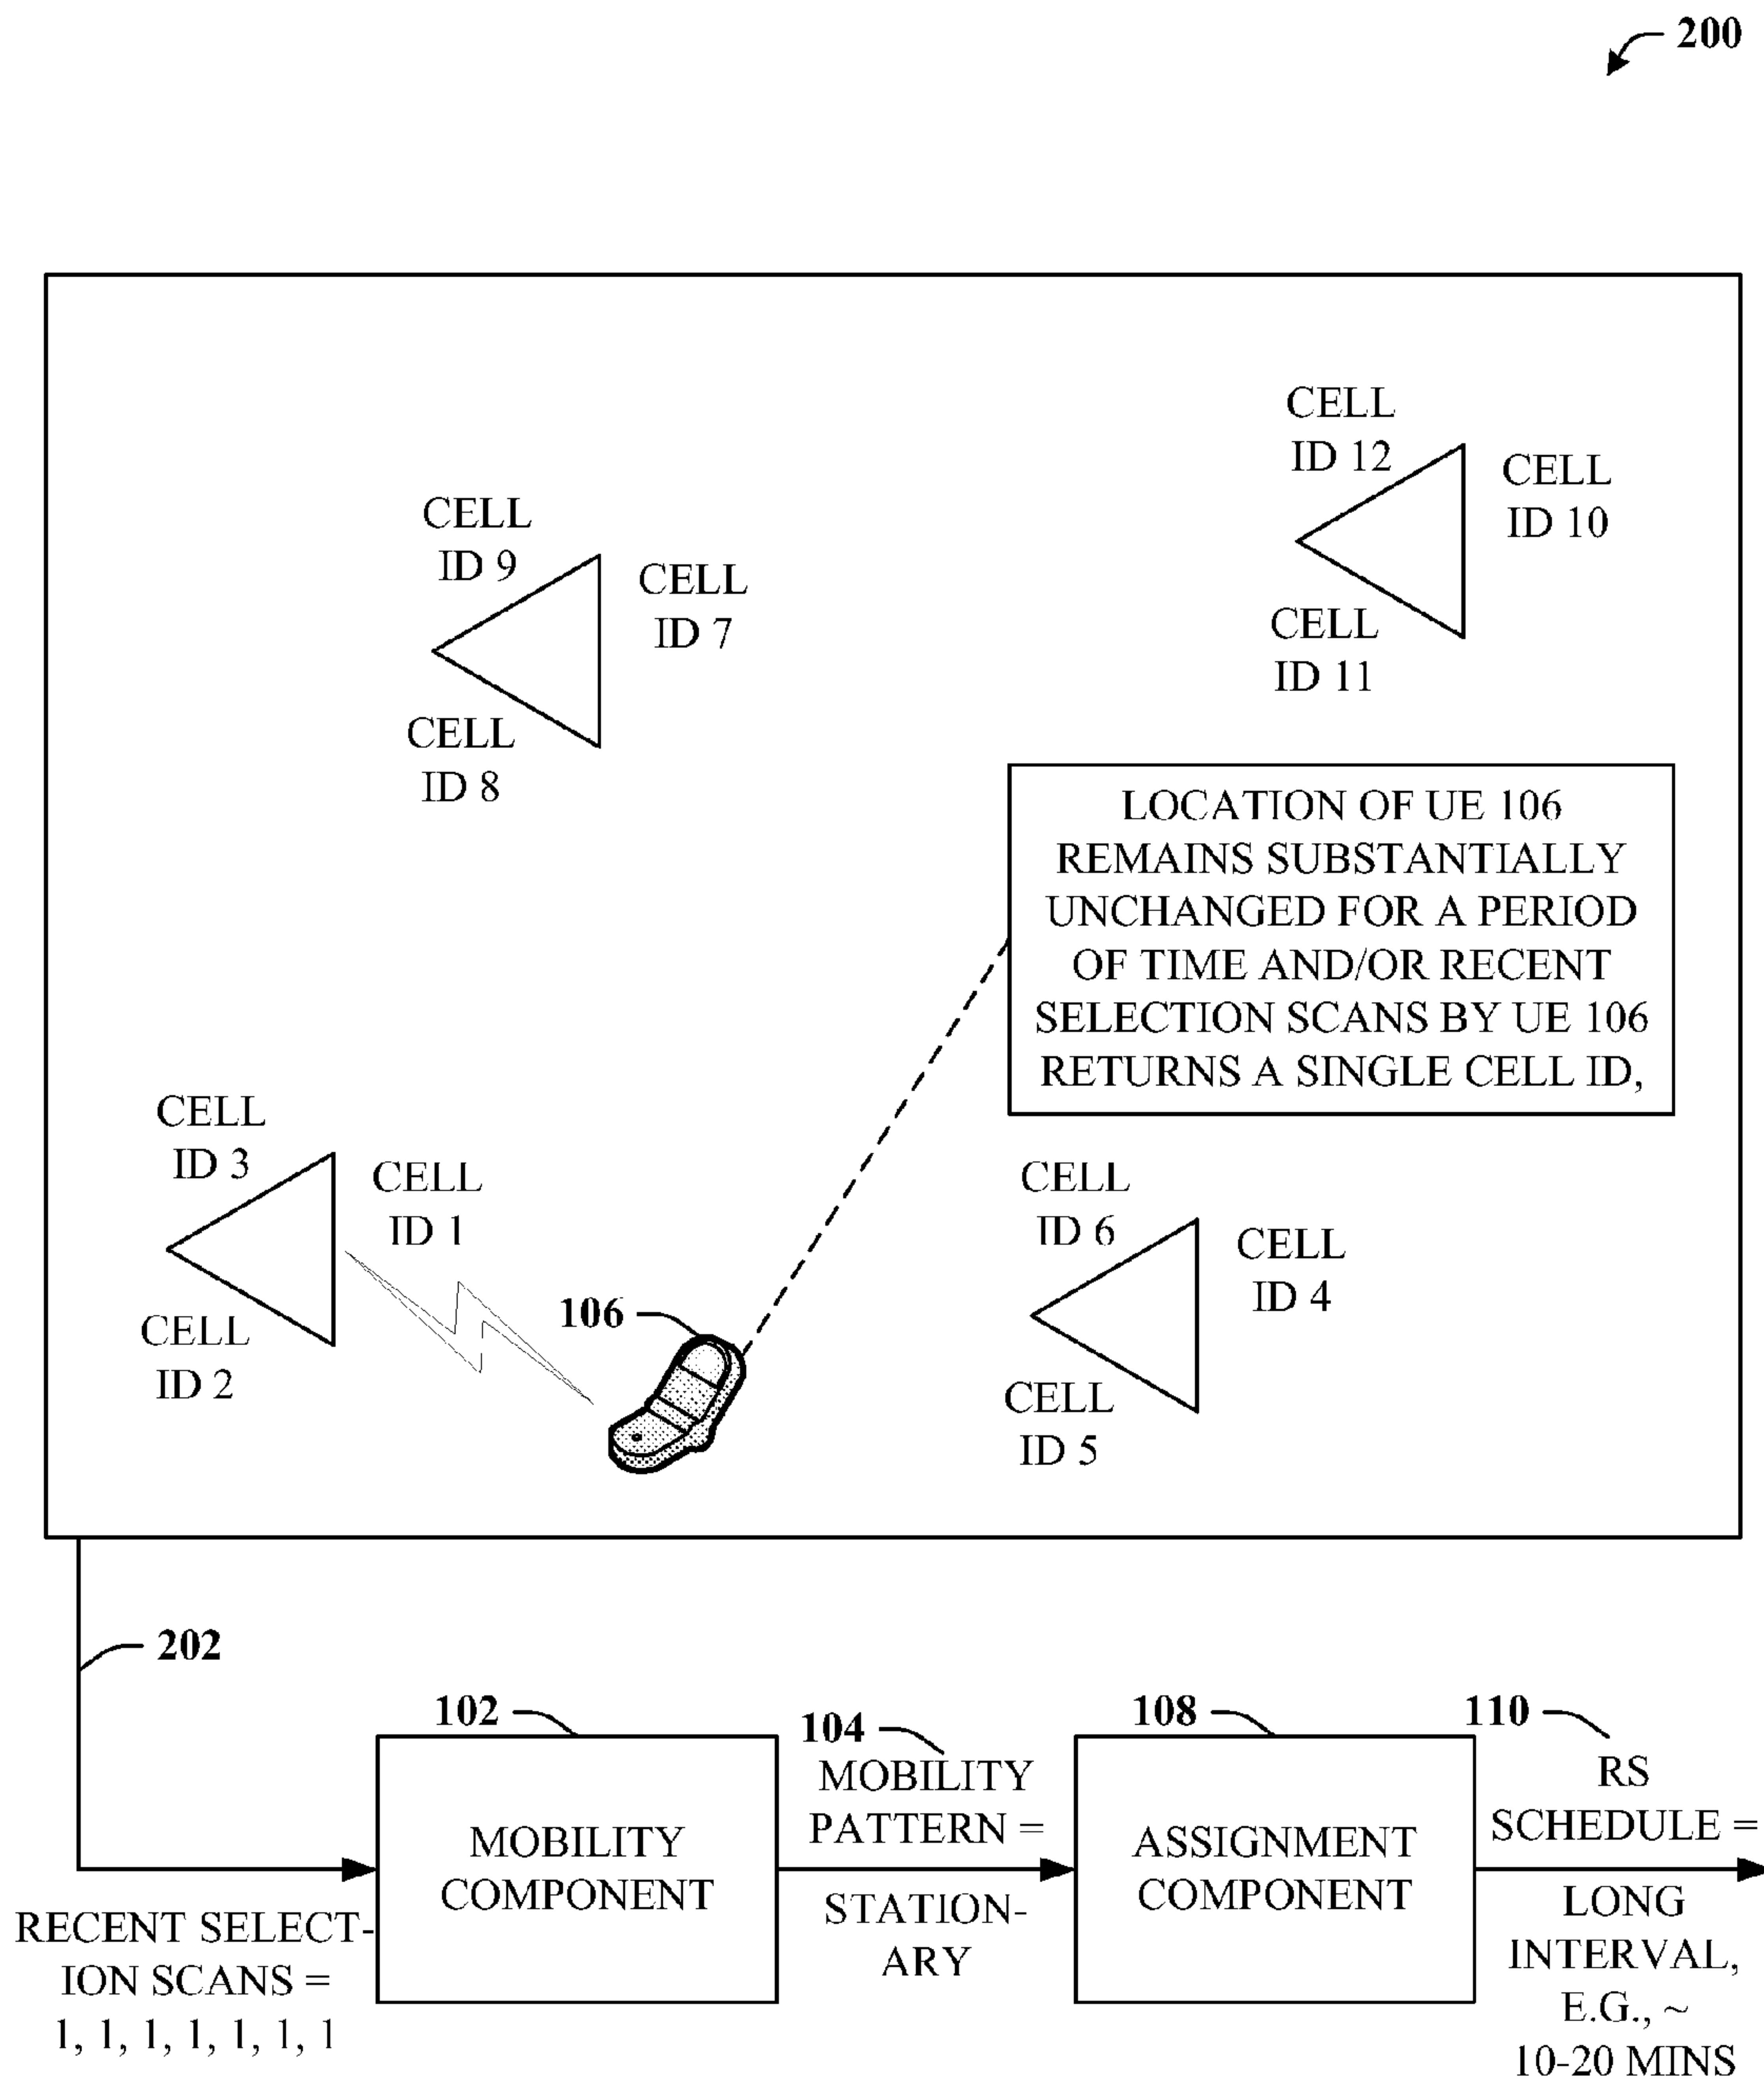 200
CELL
ID 12
CELL
ID 10
CELL
ID 11
CELL
ID 9
CELL
ID 7
CELL
ID 8
LOCATION OF UE 106
REMAINS SUBSTANTIALLY
UNCHANGED FOR A PERIOD
OF TIME AND/OR RECENT
SELECTION SCANS BY UE 106
RETURNS A SINGLE CELL ID,
CELL
ID 3
CELL
ID 1
CELL
ID 2
106
CELL
ID 6
CELL
ID 4
CELL
ID 5
202
RECENT SELECT-
ION SCANS =
1, 1, 1, 1, 1, 1, 1
102
MOBILITY
COMPONENT
104
MOBILITY
PATTERN =
STATION-
ARY
108
ASSIGNMENT
COMPONENT
110
RS
SCHEDULE =
LONG
INTERVAL,
E.G., ~
10-20 MINS